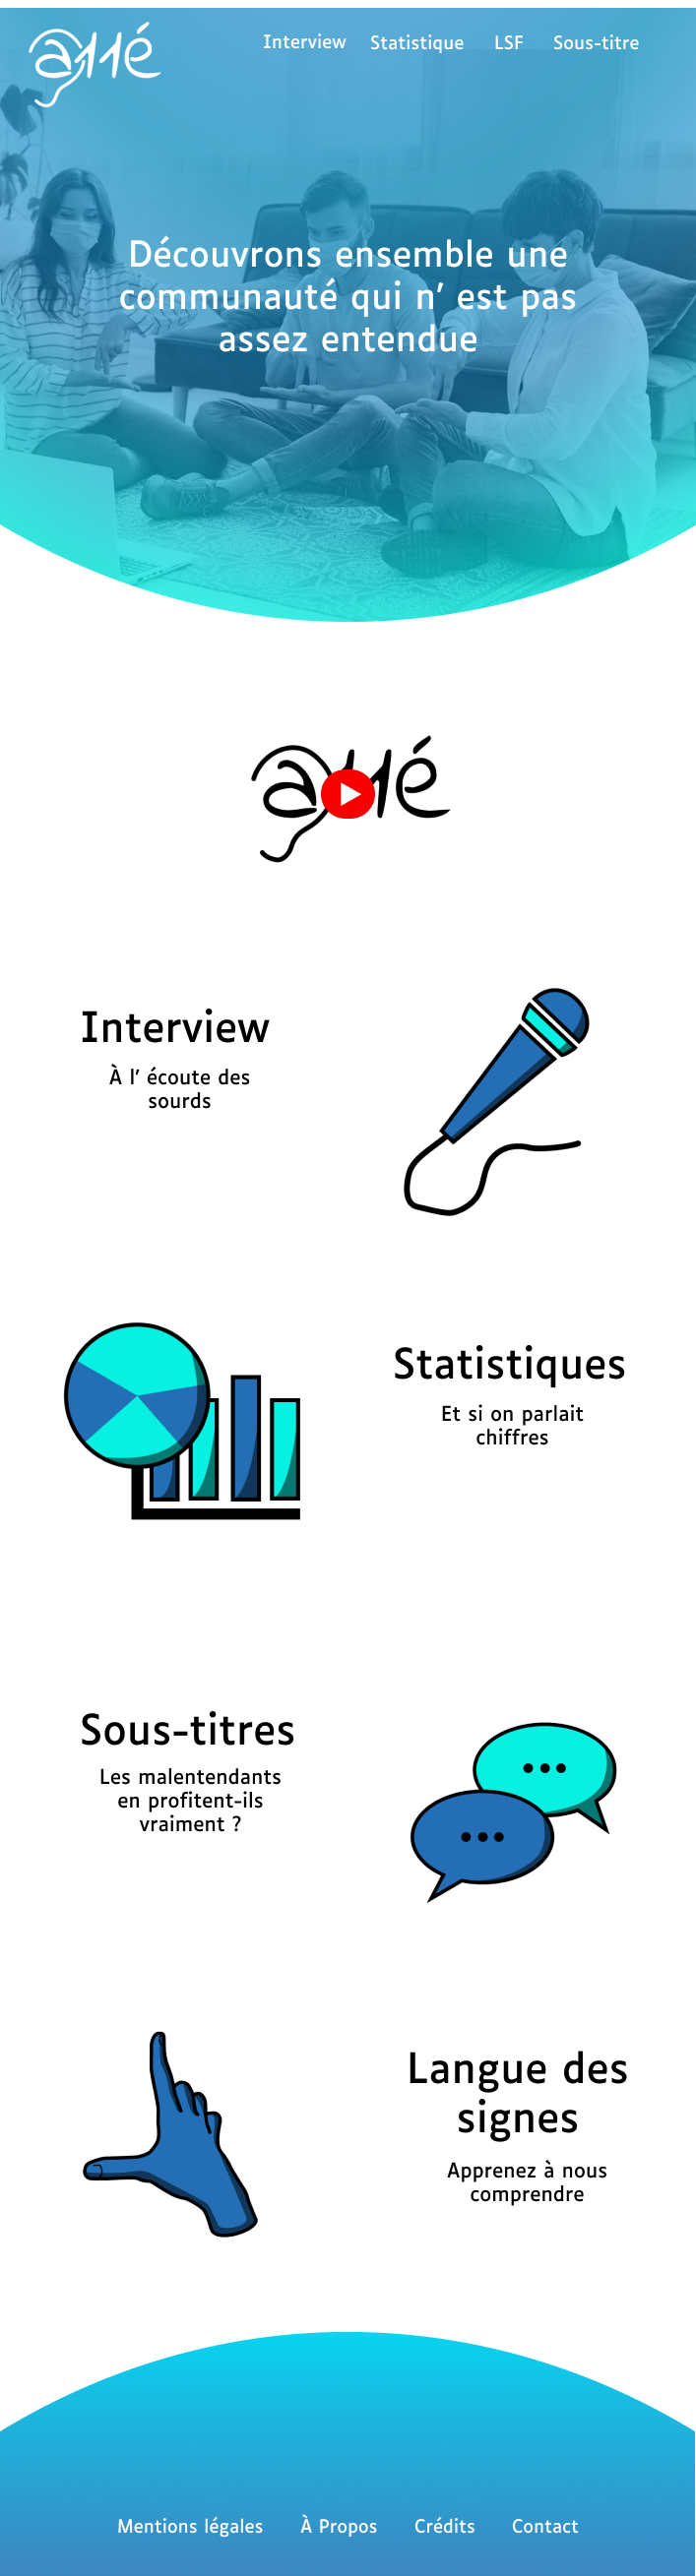 allé
Interview Statistique LSF Sous-titre
Découvrons ensemble une
communauté qui n' est pas
assez entendue
Interview
À l' écoute des
sourds
Statistiques
Et si on parlait
chiffres
Sous-titres
Les malentendants
en profitent-ils
vraiment ?
Langue des
signes
Apprenez à nous
comprendre
Mentions légales À Propos Crédits Contact